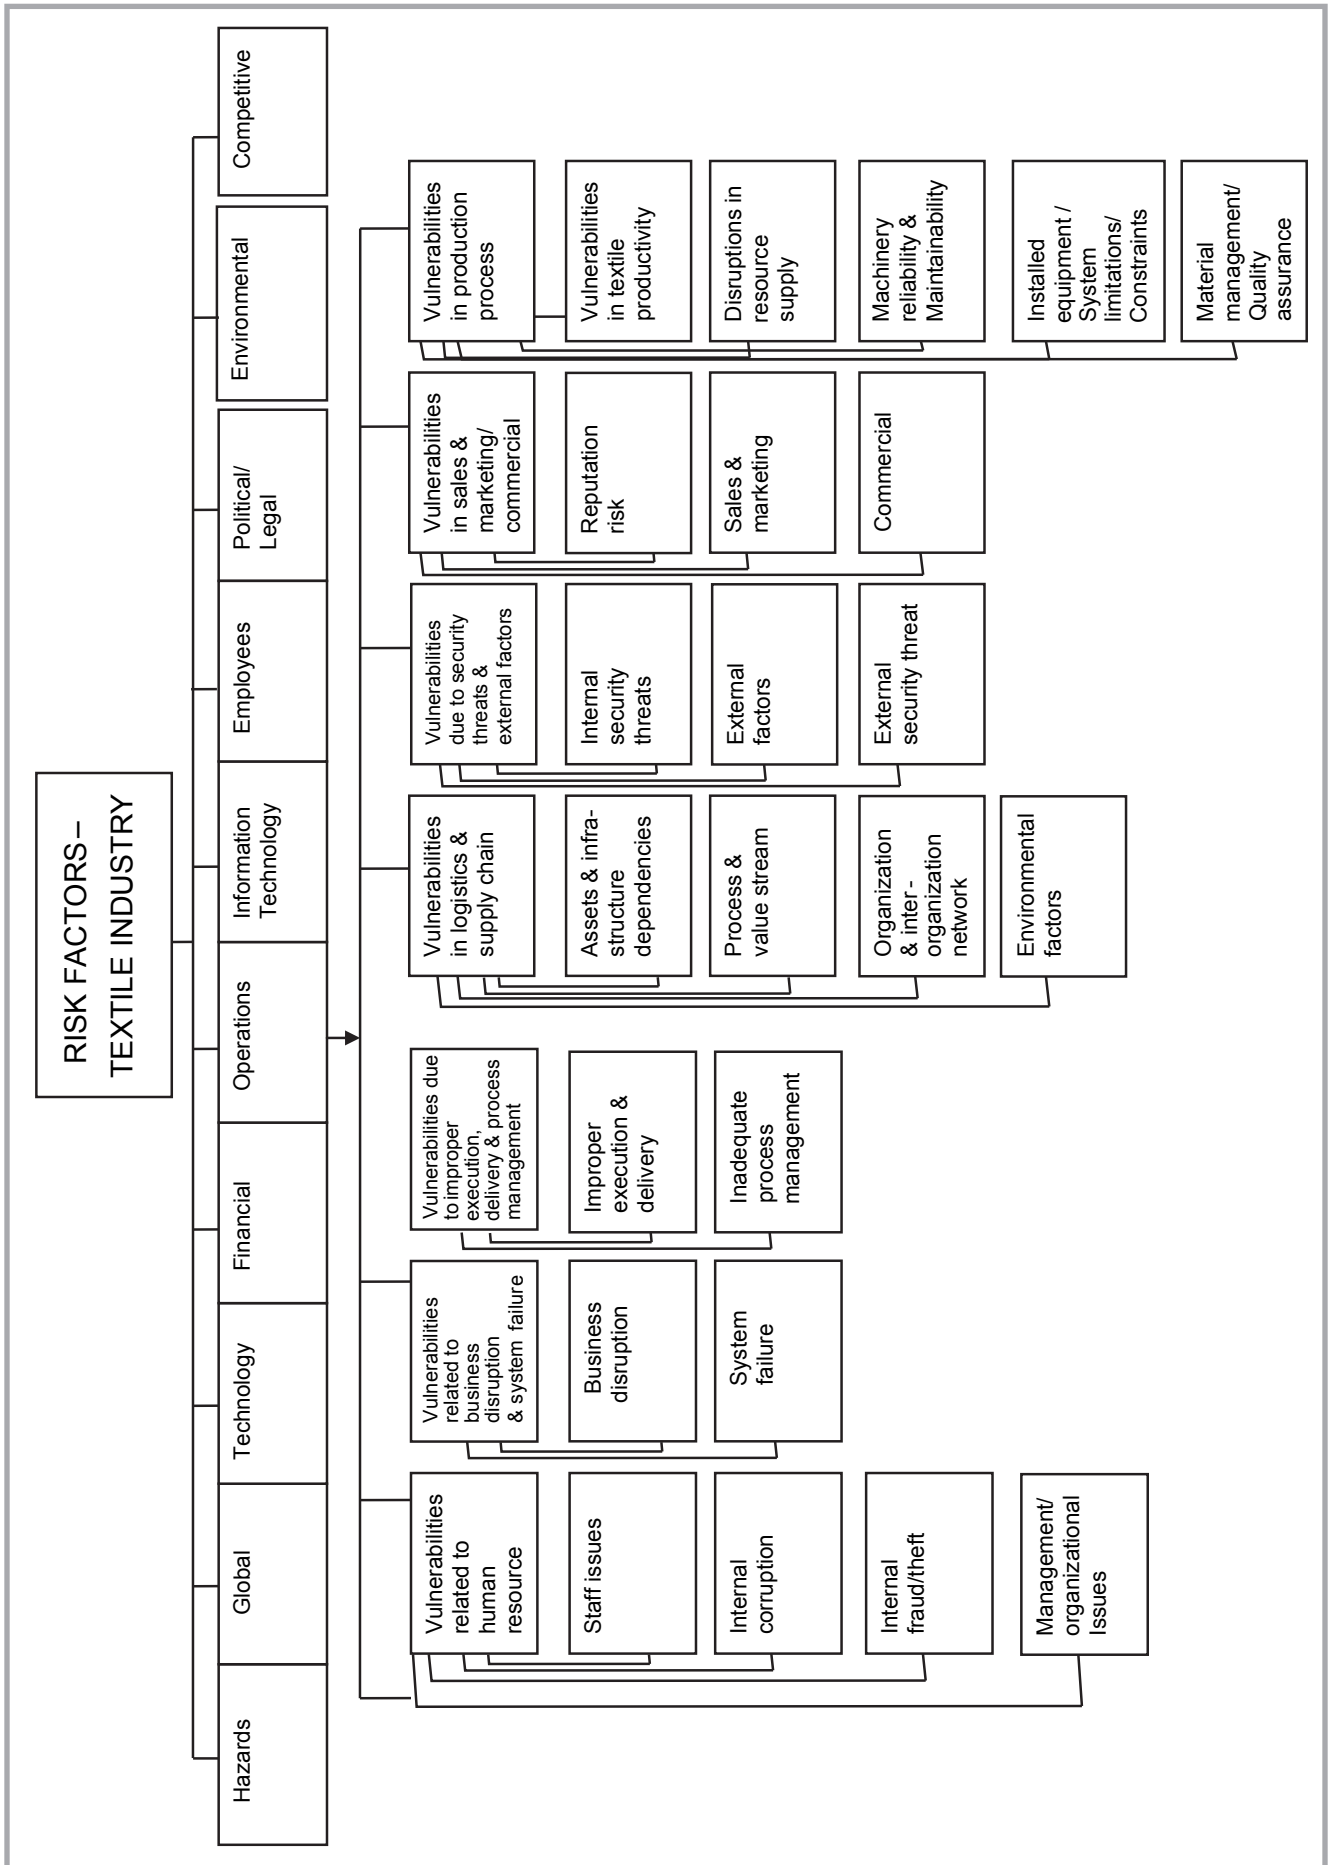 RISK FACTORS–
TEXTILE INDUSTRY
Hazards
Global
Technology
Financial
Operations
Information
Technology
Employees
Political/
Legal
Environmental
Competitive
Vulnerabilities
related to
human
resource
Staff issues
Internal
corruption
Internal
fraud/theft
Management/
organizational
Issues
Vulnerabilities
related to
business
disruption
& system failure
Business
disruption
System
failure
Vulnerabilities due
to improper
execution,
delivery & process
management
Improper
execution &
delivery
Inadequate
process
management
Vulnerabilities
in logistics &
supply chain
Assets & infra-
structure
dependencies
Process &
value stream
Organization
& inter -
organization
network
Environmental
factors
Vulnerabilities
due to security
threats &
external factors
Internal
security
threats
External
factors
External
security threat
Vulnerabilities
in sales &
marketing/
commercial
Reputation
risk
Sales &
marketing
Commercial
Vulnerabilities
in production
process
Vulnerabilities
in textile
productivity
Disruptions in
resource
supply
Machinery
reliability &
Maintainability
Installed
equipment /
System
limitations/
Constraints
Material
management/
Quality
assurance